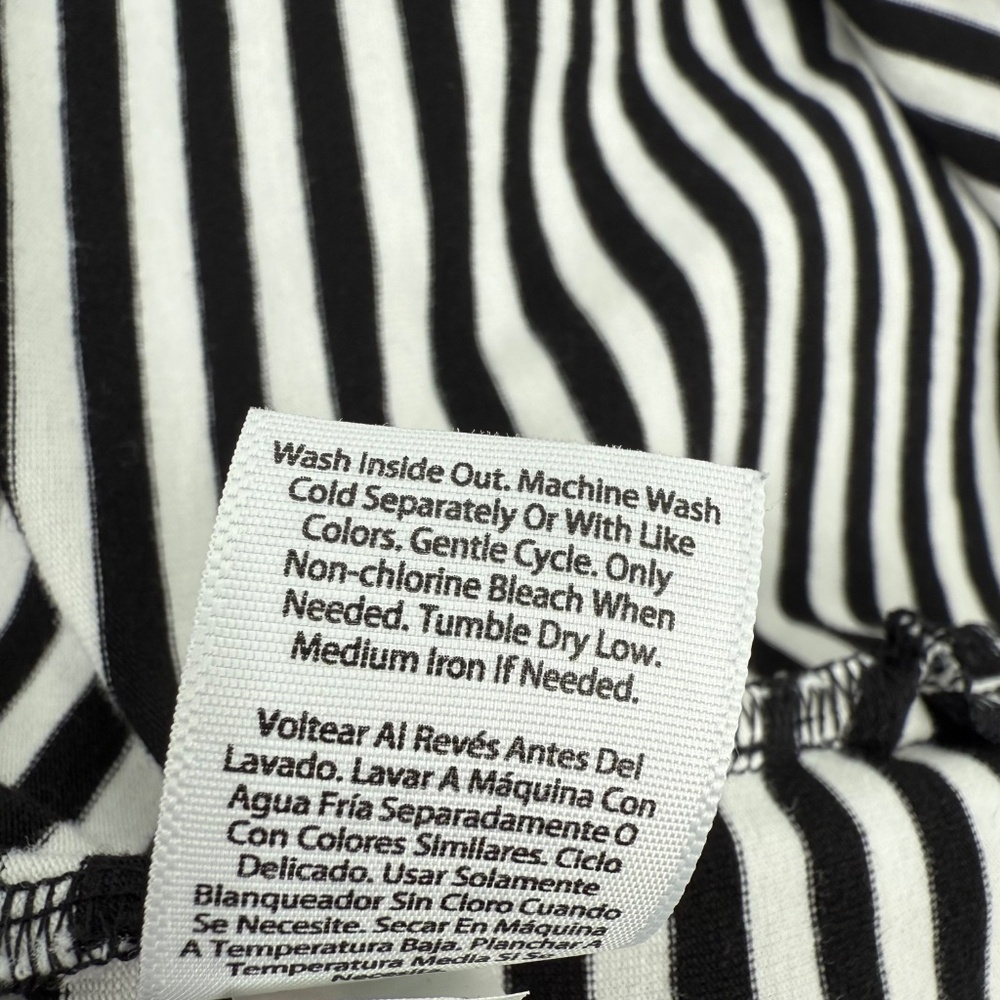 Wash Inside Out. Machine Wash
Cold Separately Or With Like
Colors. Gentle Cycle. Only
Non-chlorine Bleach When
Needed. Tumble Dry Low.
Medium Iron If Needed.
Voltear Al Revés Antes Del
Lavado. Lavar A Máquina Con
Agua Fría Separadamente O
Con Colores Similares. Ciclo
Delicado. Usar Solamente
Blanqueador Sin Cloro Cuando
Se Necesite. Secar En Máquina
A Temperatura Baja. Planchar A
Temperatura Media Si Se
Necesita.